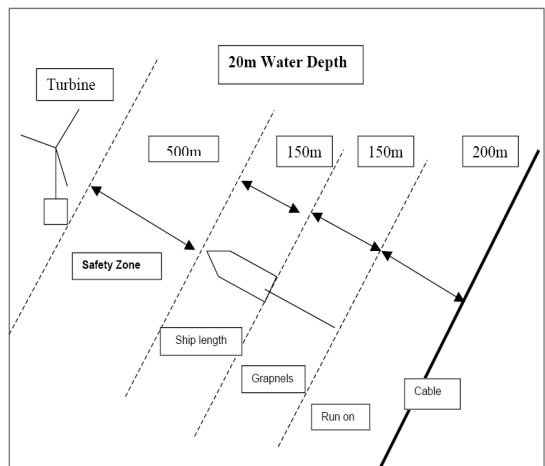 20m Water Depth
Turbine
500m
150m
150m
200m
Safety Zone
Ship length
Grapnels
Cable
Run on